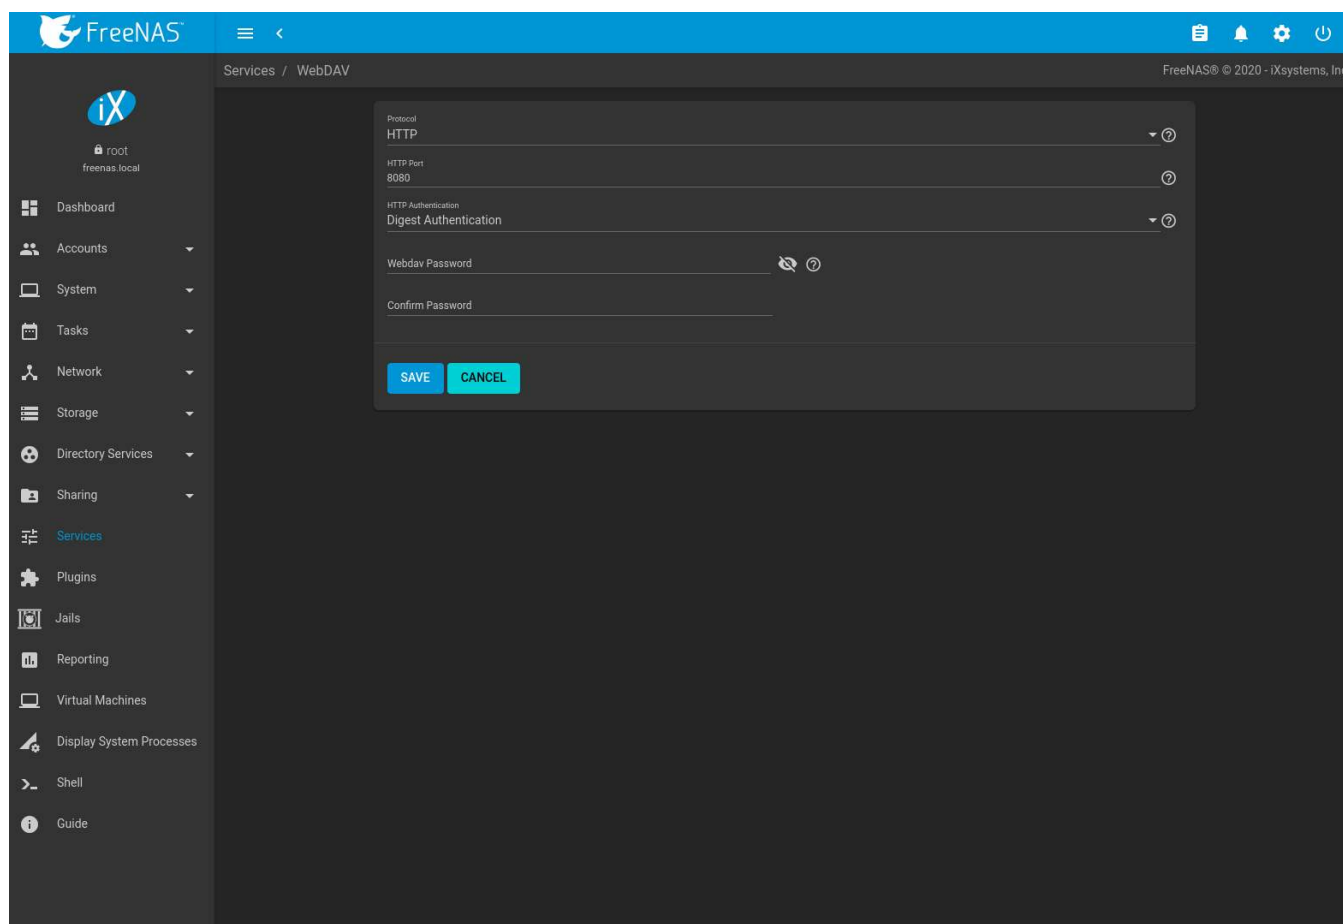 FreeNAS™
Services / WebDAV
FreeNAS® © 2020 - iXsystems, Inc
iX
root
freenas.local
Dashboard
Accounts
System
Tasks
Network
Storage
Directory Services
Sharing
Services
Plugins
Jails
Reporting
Virtual Machines
Display System Processes
Shell
Guide
Protocol
HTTP
HTTP Port
8080
HTTP Authentication
Digest Authentication
Webdav Password
Confirm Password
SAVE CANCEL